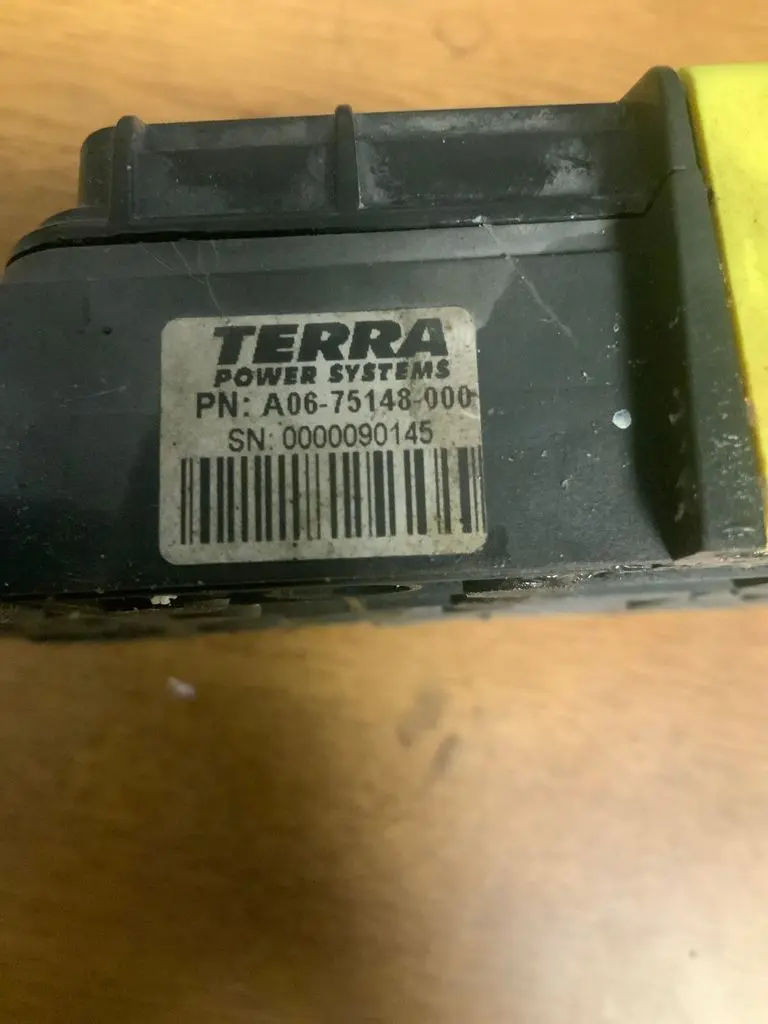 TERRA
POWER SYSTEMS
PN: A06-75148-000
SN: 0000090145